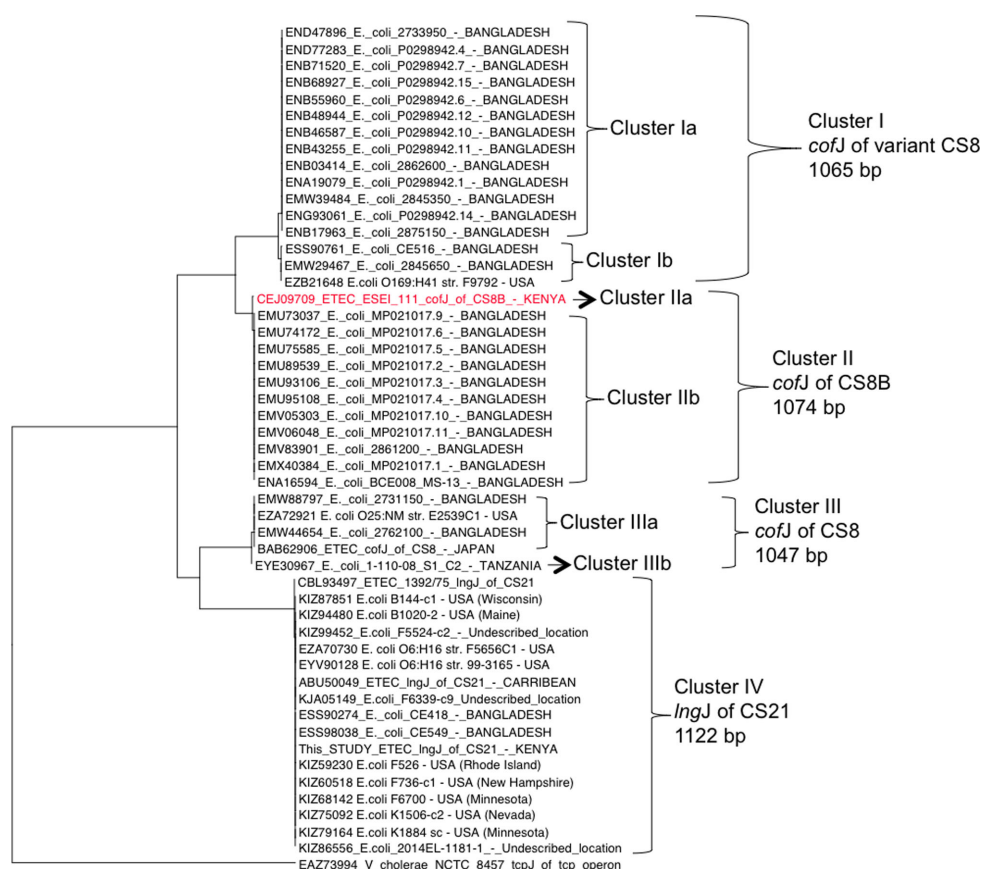 END47896_E._coli_2733950_-_BANGLADESH
END77283_E._coli_P0298942.4_-_BANGLADESH
ENB71520_E._coli_P0298942.7_-_BANGLADESH
ENB68927_E._coli_P0298942.15_-_BANGLADESH
ENB55960_E._coli_P0298942.6_-_BANGLADESH
ENB48944_E._coli_P0298942.12_-_BANGLADESH
ENB46587_E._coli_P0298942.10_-_BANGLADESH
ENB43255_E._coli_P0298942.11_-_BANGLADESH
ENB03414_E._coli_2862600_-_BANGLADESH
ENA19079_E._coli_P0298942.1_-_BANGLADESH
EMW39484_E._coli_2845350_-_BANGLADESH
ENG93061_E._coli_P0298942.14_-_BANGLADESH
ENB17963_E._coli_2875150_-_BANGLADESH
Cluster Ia
ESS90761_E._coli_CE516_-_BANGLADESH
EMW29467_E._coli_2845650_-_BANGLADESH
EZB21648 E.coli O169:H41 str. F9792 - USA
Cluster Ib
Cluster I
cofJ of variant CS8
1065 bp
CEJ09709_ETEC_ESEI_111_cofJ_of_CS8B_-_KENYA
Cluster IIa
EMU73037_E._coli_MP021017.9_-_BANGLADESH
EMU74172_E._coli_MP021017.6_-_BANGLADESH
EMU75585_E._coli_MP021017.5_-_BANGLADESH
EMU89539_E._coli_MP021017.2_-_BANGLADESH
EMU93106_E._coli_MP021017.3_-_BANGLADESH
EMU95108_E._coli_MP021017.4_-_BANGLADESH
EMV05303_E._coli_MP021017.10_-_BANGLADESH
EMV06048_E._coli_MP021017.11_-_BANGLADESH
EMV83901_E._coli_2861200_-_BANGLADESH
EMX40384_E._coli_MP021017.1_-_BANGLADESH
ENA16594_E._coli_BCE008_MS-13_-_BANGLADESH
Cluster IIb
Cluster II
cofJ of CS8B
1074 bp
EMW88797_E._coli_2731150_-_BANGLADESH
EZA72921 E. coli O25:NM str. E2539C1 - USA
EMW44654_E._coli_2762100_-_BANGLADESH
BAB62906_ETEC_cofJ_of_CS8_-_JAPAN
Cluster IIIa
EYE30967_E._coli_1-110-08_S1_C2_-_TANZANIA
Cluster IIIb
Cluster III
cofJ of CS8
1047 bp
CBL93497_ETEC_1392/75_lngJ_of_CS21
KIZ87851 E.coli B144-c1 - USA (Wisconsin)
KIZ94480 E.coli B1020-2 - USA (Maine)
KIZ99452_E.coli_F5524-c2_-_Undescribed_location
EZA70730 E. coli O6:H16 str. F5656C1 - USA
EYV90128 E. coli O6:H16 str. 99-3165 - USA
ABU50049_ETEC_lngJ_of_CS21_-_CARRIBEAN
KJA05149_E.coli_F6339-c9_Undescribed_location
ESS90274_E._coli_CE418_-_BANGLADESH
ESS98038_E._coli_CE549_-_BANGLADESH
This_STUDY_ETEC_lngJ_of_CS21_-_KENYA
KIZ59230 E.coli F526 - USA (Rhode Island)
KIZ60518 E.coli F736-c1 - USA (New Hampshire)
KIZ68142 E.coli F6700 - USA (Minnesota)
KIZ75092 E.coli K1506-c2 - USA (Nevada)
KIZ79164 E.coli K1884 sc - USA (Minnesota)
KIZ86556_E.coli_2014EL-1181-1_-_Undescribed_location
Cluster IV
lngJ of CS21
1122 bp
EAZ73994_V_cholerae_NCTC_8457_tcpJ_of_tcp_operon